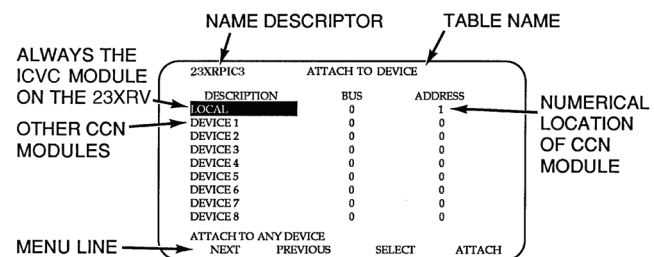 NAME DESCRIPTOR
TABLE NAME
ALWAYS THE
ICVC MODULE
ON THE 23XRV
OTHER CCN
MODULES
MENU LINE
23XRPIC3 ATTACH TO DEVICE
DESCRIPTION BUS ADDRESS
LOCAL 0 1
DEVICE 1 0 0
DEVICE 2 0 0
DEVICE 3 0 0
DEVICE 4 0 0
DEVICE 5 0 0
DEVICE 6 0 0
DEVICE 7 0 0
DEVICE 8 0 0
ATTACH TO ANY DEVICE
NEXT PREVIOUS SELECT ATTACH
NUMERICAL
LOCATION
OF CCN
MODULE